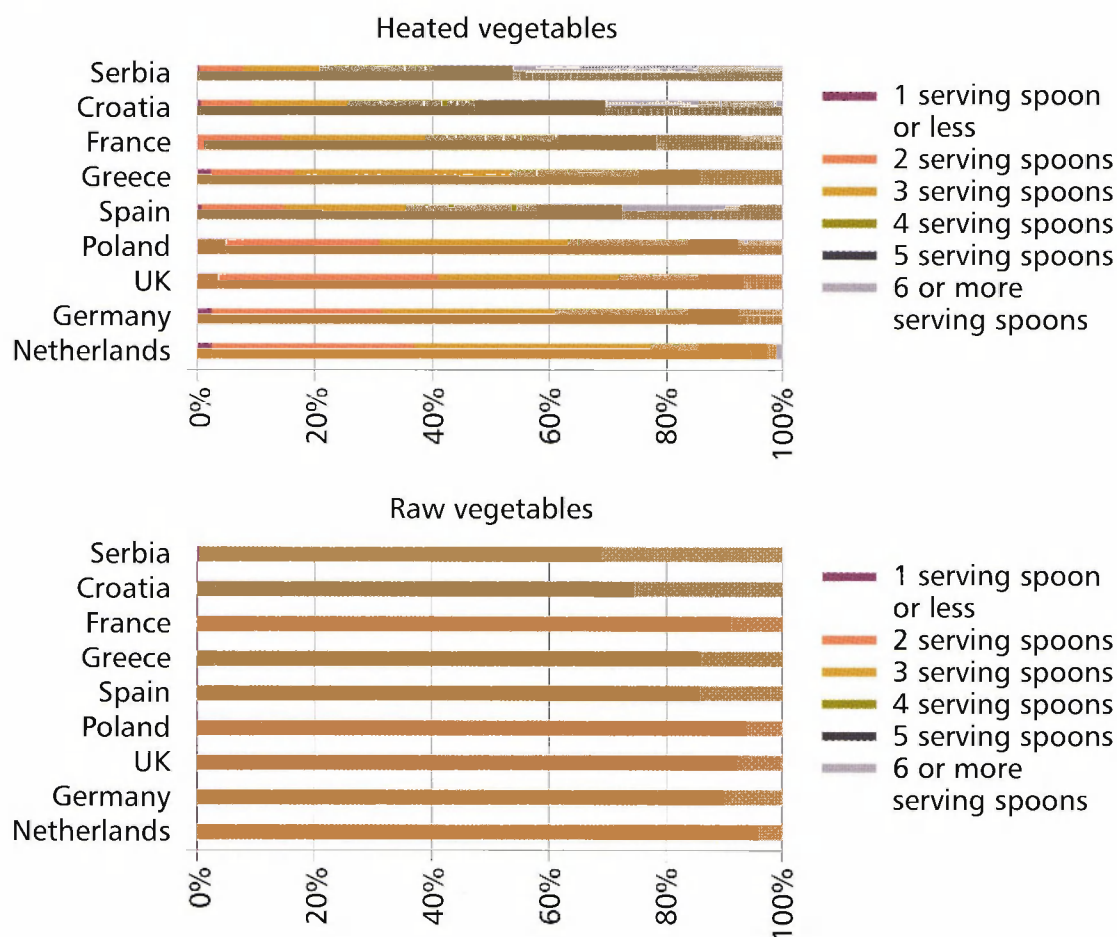 Heated vegetables
Serbia
Croatia
France
Greece
Spain
Poland
UK
Germany
Netherlands
0%
20%
40%
60%
80%
100%
1 serving spoon
or less
2 serving spoons
3 serving spoons
4 serving spoons
5 serving spoons
6 or more
serving spoons
Raw vegetables
Serbia
Croatia
France
Greece
Spain
Poland
UK
Germany
Netherlands
0%
20%
40%
60%
80%
100%
1 serving spoon
or less
2 serving spoons
3 serving spoons
4 serving spoons
5 serving spoons
6 or more
serving spoons